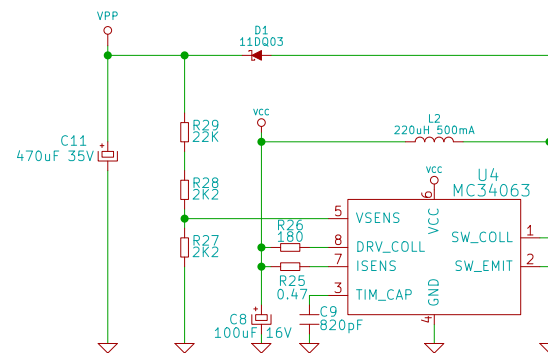 VPP
D1
11DQ03
R29
22K
VCC
L2
220uH 500mA
C11
470uF 35V
+
R28
2K2
VCC
U4
MC34063
6
5
VSENS
VCC
R26
180
R27
2K2
8
DRV_COLL
SW_COLL
1
7
ISENS
SW_EMIT
2
R25
0.47
3
TIM_CAP
GND
+
C8
100uF 16V
C9
820pF
4